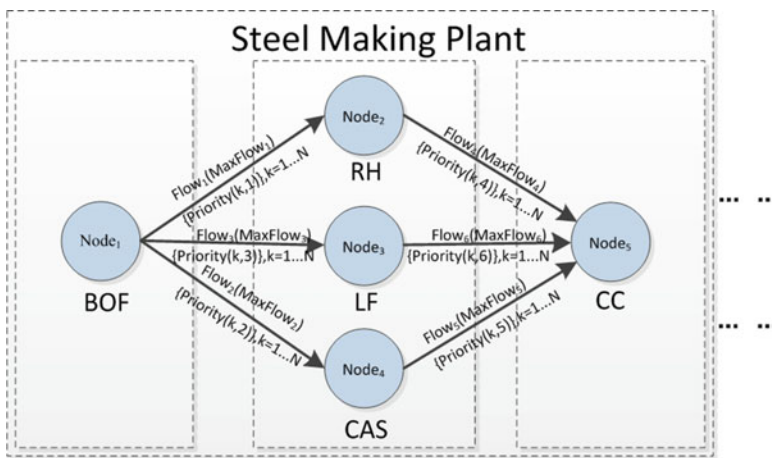 Steel Making Plant
Node₂
RH
Flow₁(MaxFlow₁)
{Priority(k,1)},k=1...N
Flow₄(MaxFlow₄)
{Priority(k,4)},k=1...N
Node₁
BOF
Flow₃(MaxFlow₃)
{Priority(k,3)},k=1...N
Node₃
LF
Flow₆(MaxFlow₆)
{Priority(k,6)},k=1...N
Node₅
CC
Flow₂(MaxFlow₂)
{Priority(k,2)},k=1...N
Node₄
CAS
Flow₅(MaxFlow₅)
{Priority(k,5)},k=1...N
... ..
... ..